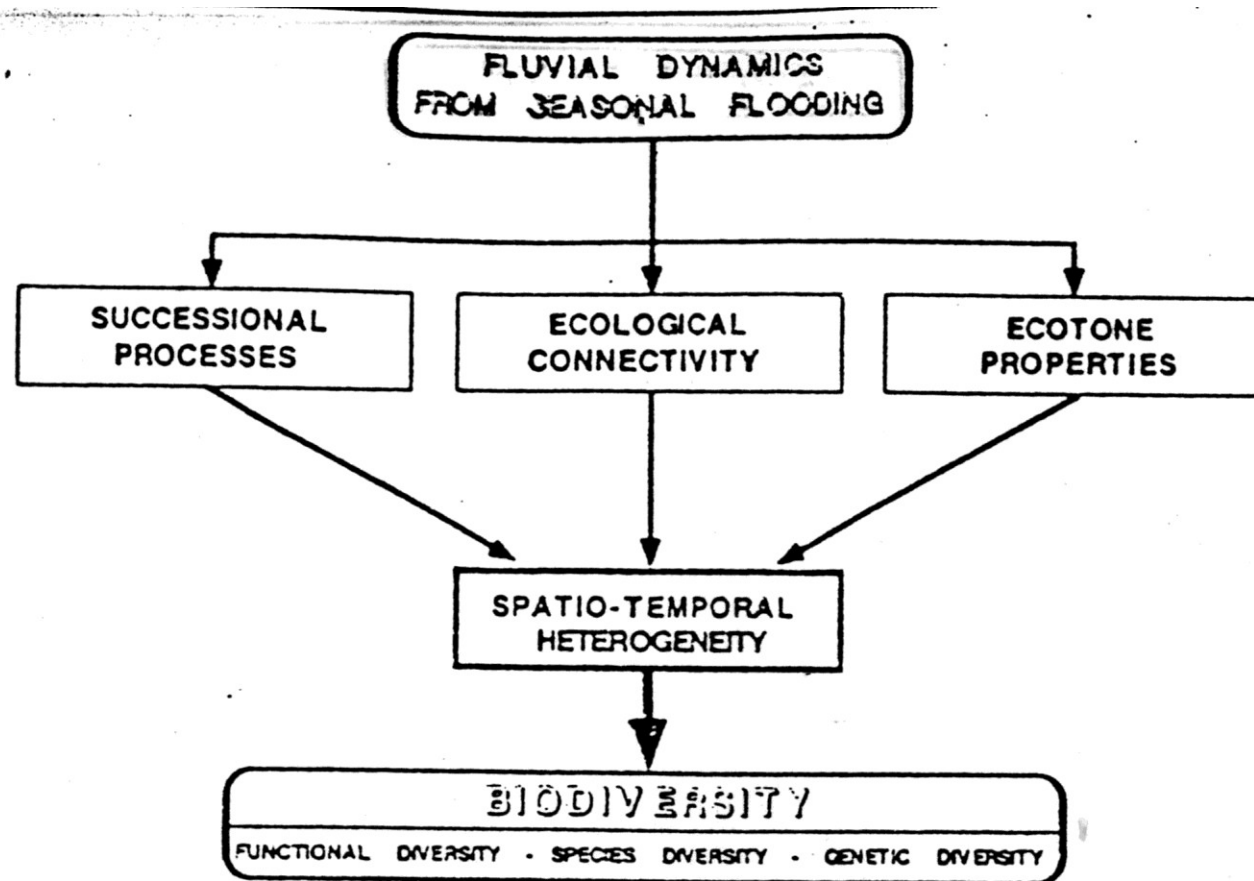 FLUVIAL DYNAMICS
FROM SEASONAL FLOODING
SUCCESSIONAL
PROCESSES
ECOLOGICAL
CONNECTIVITY
ECOTONE
PROPERTIES
SPATIO-TEMPORAL
HETEROGENEITY
BIODIVERSITY
FUNCTIONAL DIVERSITY - SPECIES DIVERSITY - GENETIC DIVERSITY